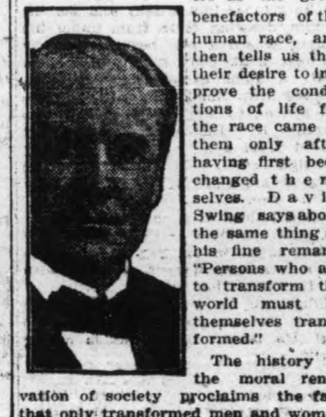 benefactors of th
human race, an
then tells us th
their desire to im
prove the cond
tions of life f
the race came
them only aft
having first bee
changed them
selves. David
Swing says abo
the same thing
his fine remar
"Persons who a
to transform th
world must
themselves tran
formed."
The history
the moral ren
vation of society proclaims the fa
that only transformed men and wom